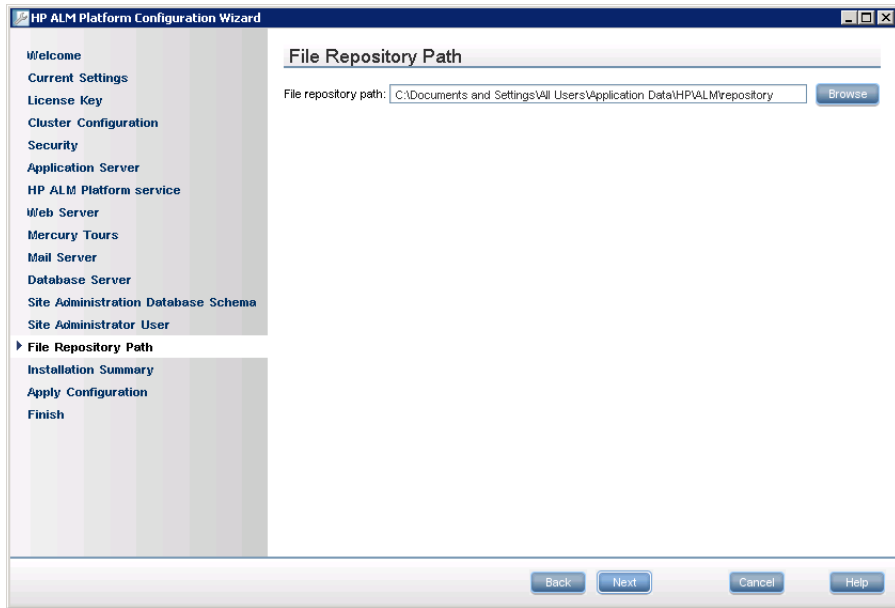 HP ALM Platform Configuration Wizard
Welcome
Current Settings
License Key
Cluster Configuration
Security
Application Server
HP ALM Platform service
Web Server
Mercury Tours
Mail Server
Database Server
Site Administration Database Schema
Site Administrator User
File Repository Path
Installation Summary
Apply Configuration
Finish
File Repository Path
File repository path: C:\Documents and Settings\All Users\Application Data\HP\ALM\repository Browse
Back Next Cancel Help